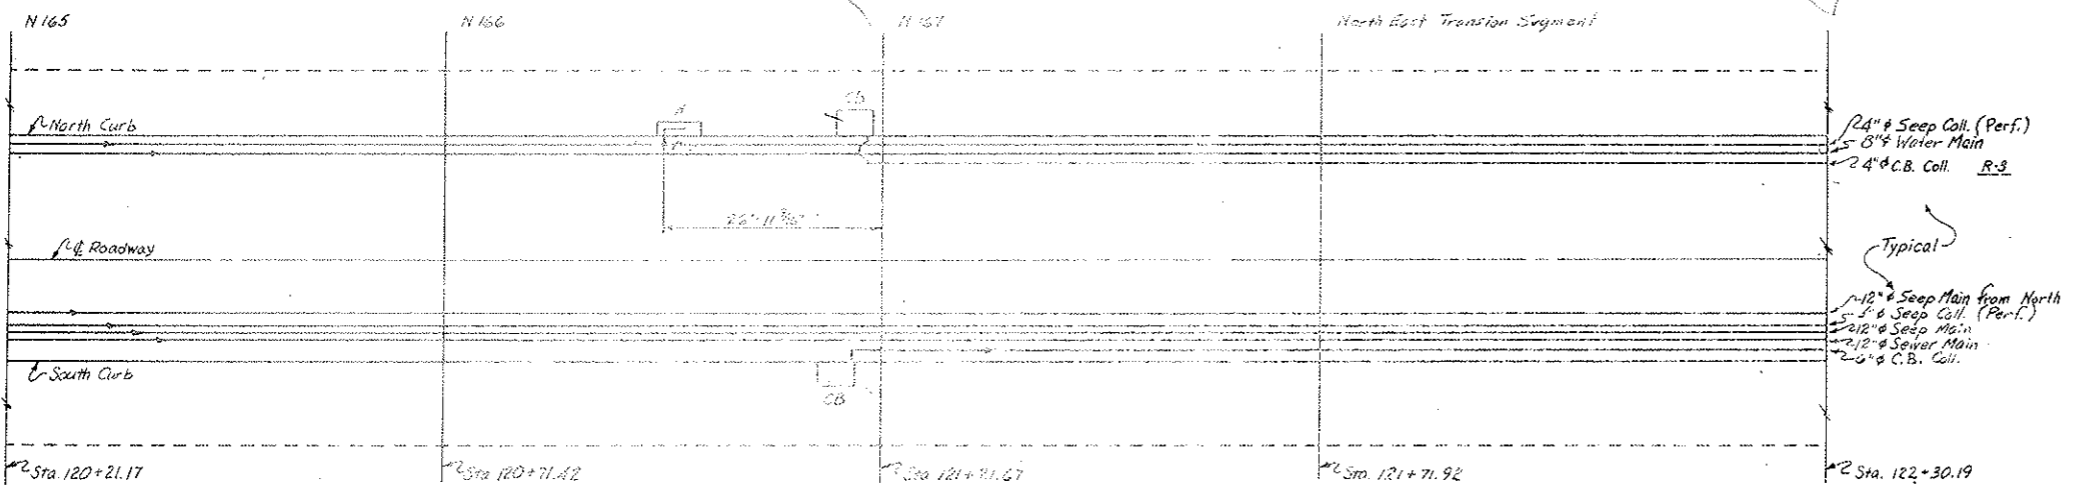 N 165
N 166
N 167
North East Transion Segment
A
CB
North Curb
4" ⌀ Seep Coll. (Perf.)
8" ⌀ Water Main
4" ⌀ C.B. Coll. R-3
℄ Roadway
Typical
12" ⌀ Seep Main from North
⌀ Seep Coll. (Perf.)
12" ⌀ Seep Main
12" ⌀ Sewer Main
6" ⌀ C.B. Coll.
South Curb
CB
Sta. 120+21.17
Sta. 120+71.42
Sta. 121+21.67
Sta. 121+71.92
Sta. 122+30.19